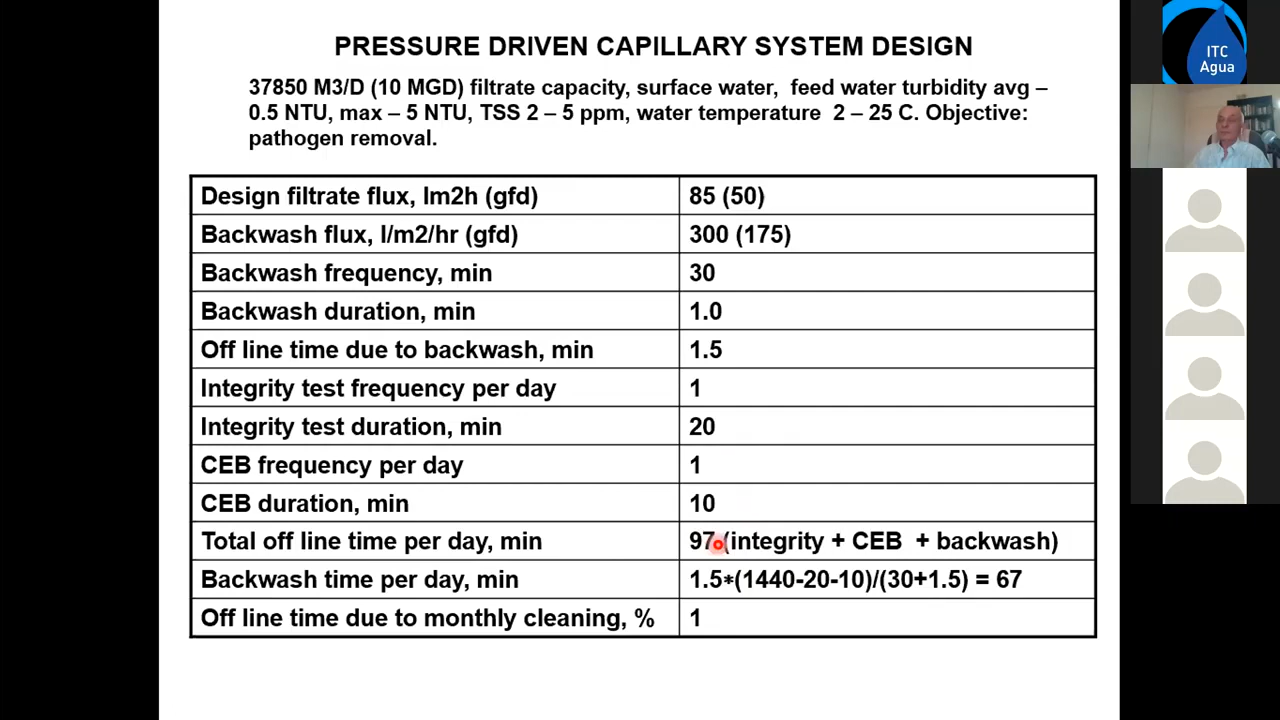 PRESSURE DRIVEN CAPILLARY SYSTEM DESIGN
37850 M3/D (10 MGD) filtrate capacity, surface water,  feed water turbidity avg –
0.5 NTU, max – 5 NTU, TSS 2 – 5 ppm, water temperature  2 – 25 C. Objective:
pathogen removal.
Design filtrate flux, lm2h (gfd) 85 (50)
Backwash flux, l/m2/hr (gfd) 300 (175)
Backwash frequency, min 30
Backwash duration, min 1.0
Off line time due to backwash, min 1.5
Integrity test frequency per day 1
Integrity test duration, min 20
CEB frequency per day 1
CEB duration, min 10
Total off line time per day, min 97 (integrity + CEB  + backwash)
Backwash time per day, min 1.5*(1440-20-10)/(30+1.5) = 67
Off line time due to monthly cleaning, % 1
ITC
Agua